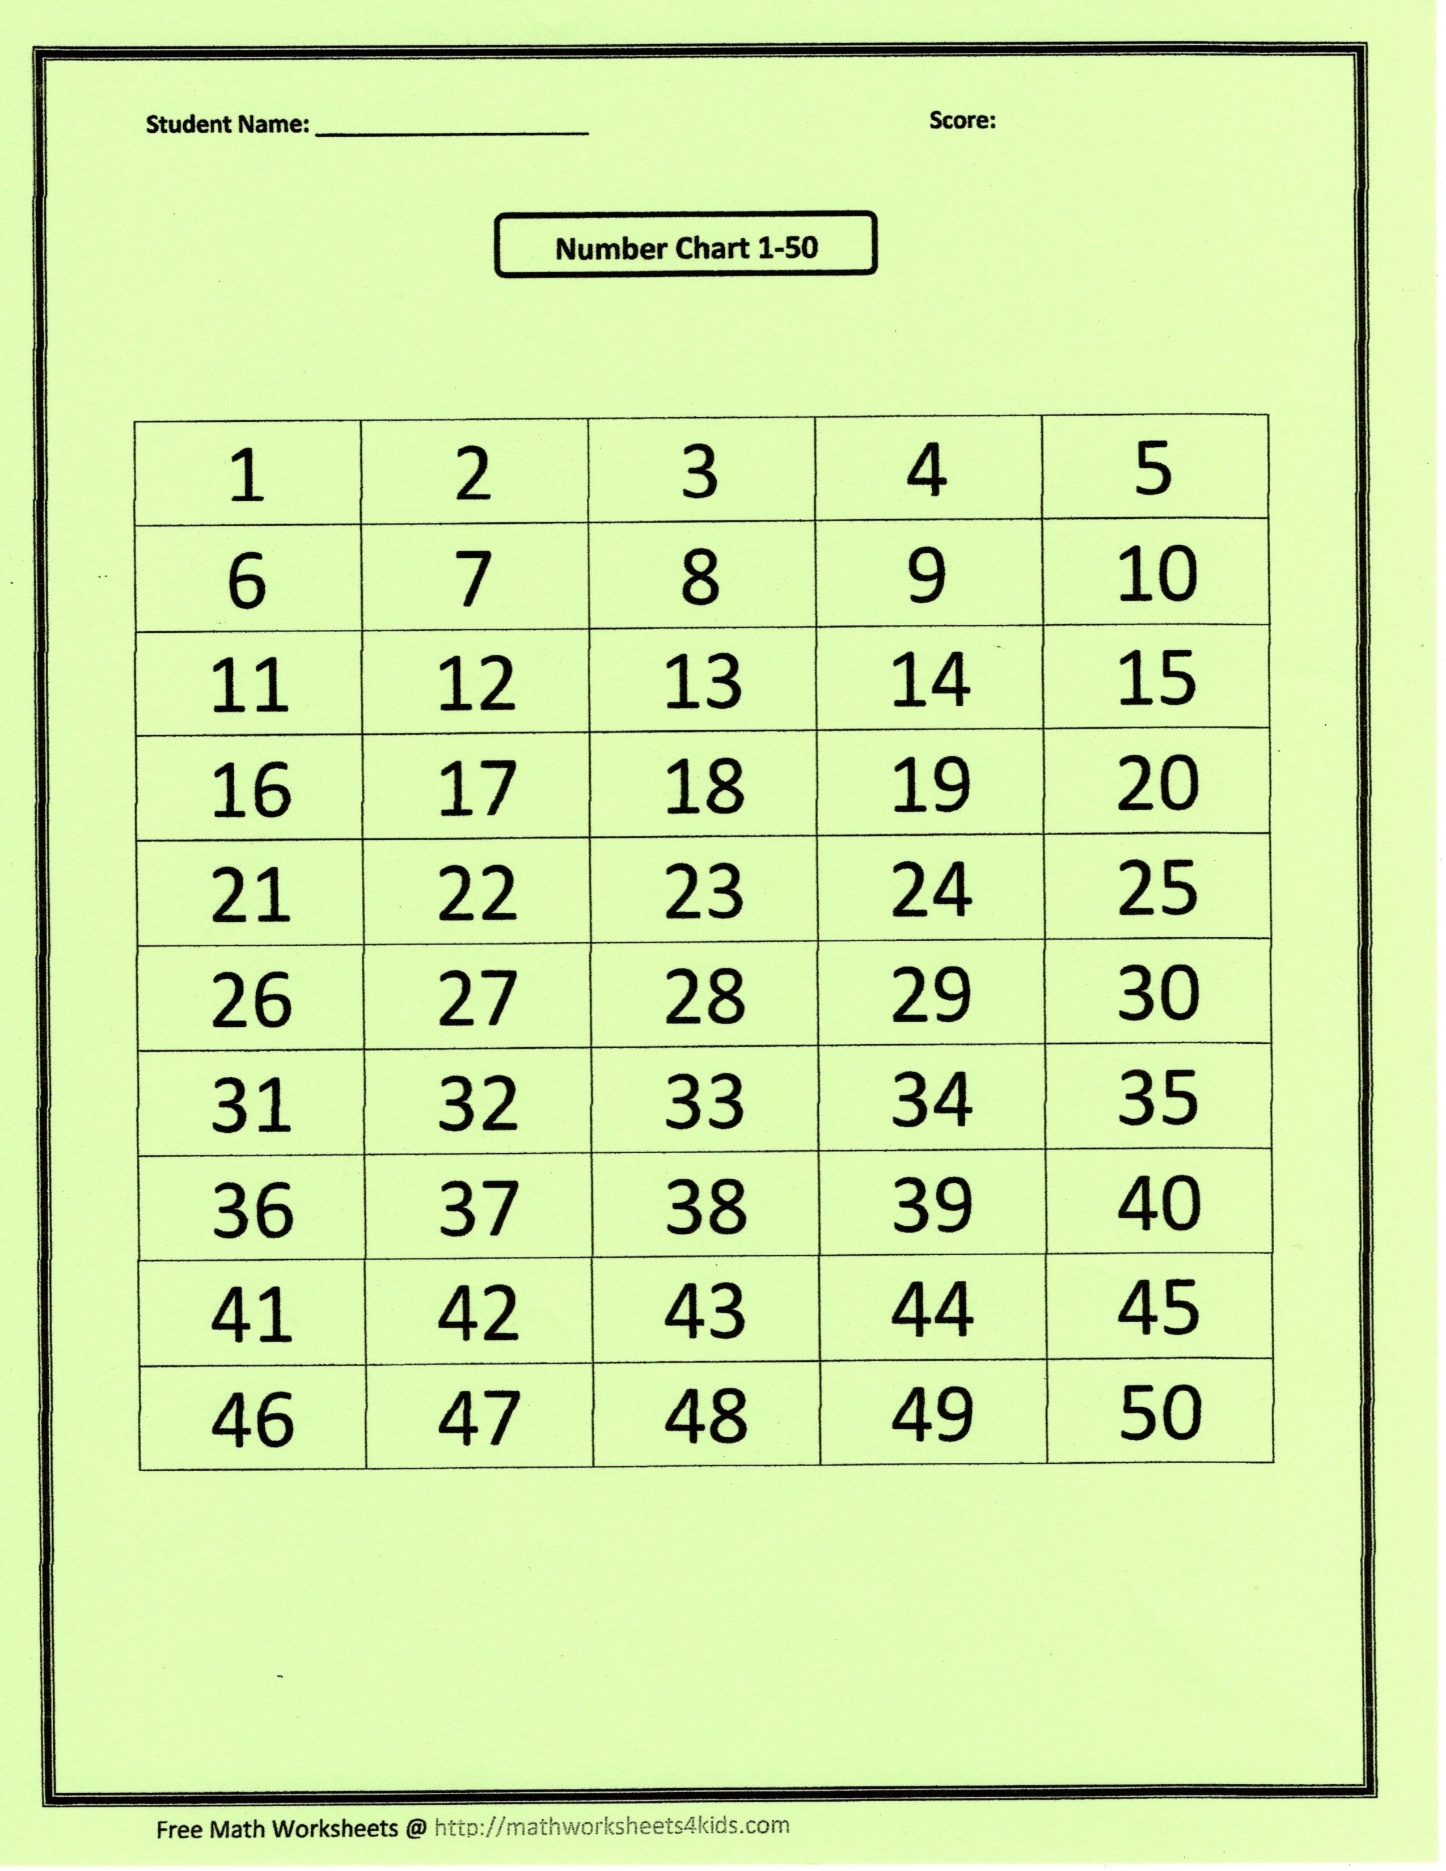 Student Name: ____________________ Score:
Number Chart 1-50
1 2 3 4 5
6 7 8 9 10
11 12 13 14 15
16 17 18 19 20
21 22 23 24 25
26 27 28 29 30
31 32 33 34 35
36 37 38 39 40
41 42 43 44 45
46 47 48 49 50
Free Math Worksheets @ http://mathworksheets4kids.com